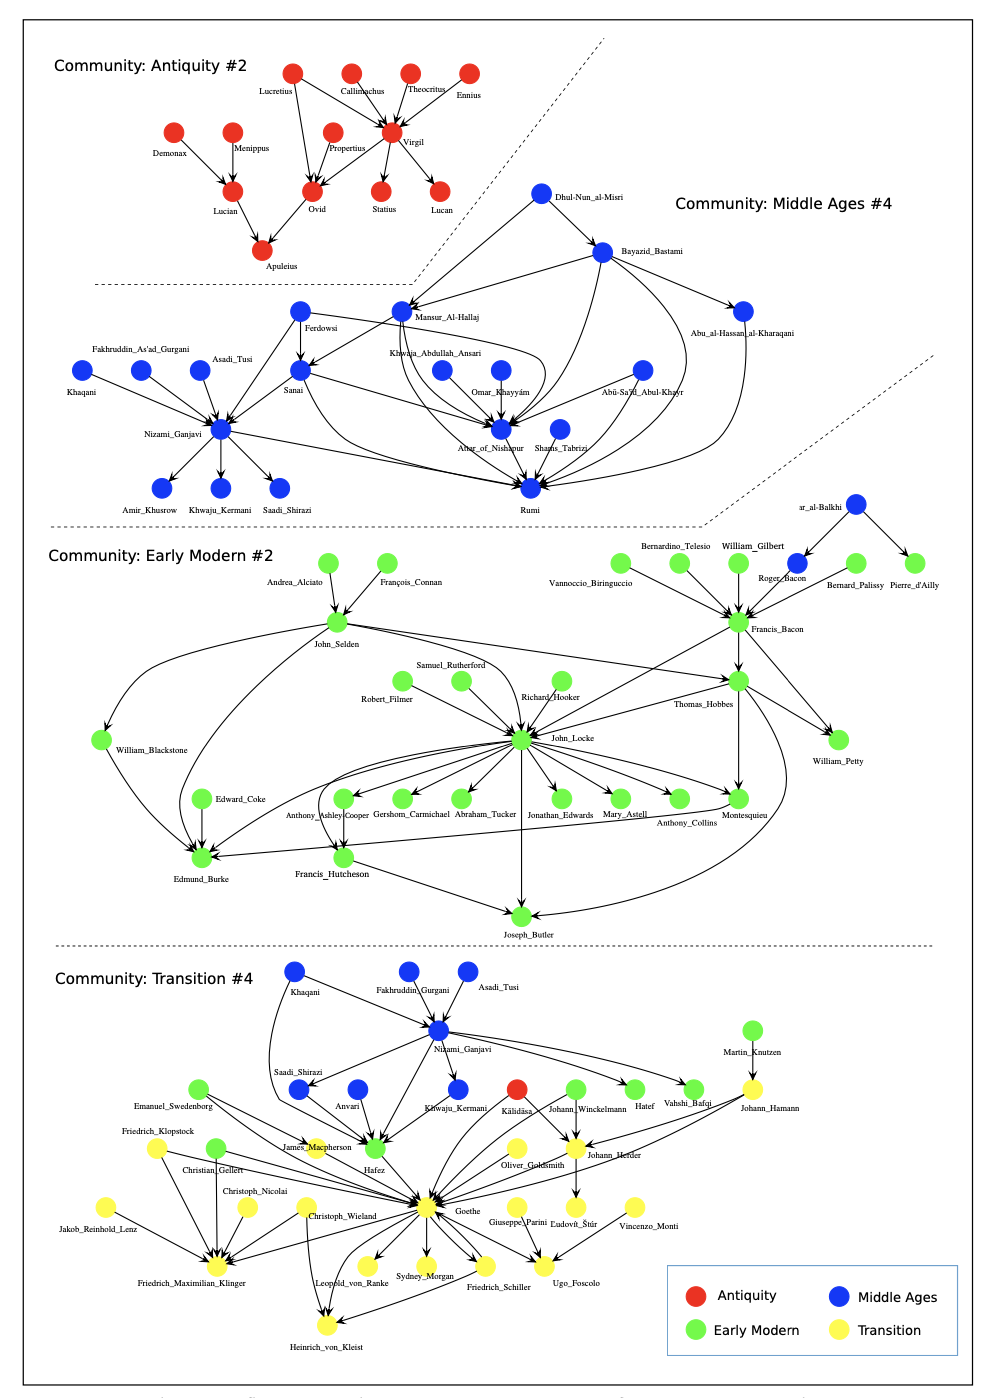 Community: Antiquity #2
Lucretius
Callimachus
Theocritus
Ennius
Demonax
Menippus
Propertius
Virgil
Lucian
Ovid
Statius
Lucan
Apuleius
Community: Middle Ages #4
Dhul-Nun_al-Misri
Bayazid_Bastami
Ferdowsi
Mansur_Al-Hallaj
Abu_al-Hassan_al-Kharaqani
Fakhruddin_As'ad_Gurgani
Asadi_Tusi
Khwaja_Abdullah_Ansari
Khaqani
Sanai
Omar_Khayyám
Abū-Sa'īd_Abul-Khayr
Nizami_Ganjavi
Attar_of_Nishapur
Shams_Tabrizi
Amir_Khusrow
Khwaju_Kermani
Saadi_Shirazi
Rumi
ar_al-Balkhi
Community: Early Modern #2
Andrea_Alciato
François_Connan
Bernardino_Telesio
William_Gilbert
Vannoccio_Biringuccio
Roger_Bacon
Bernard_Palissy
Pierre_d'Ailly
John_Selden
Francis_Bacon
Samuel_Rutherford
Robert_Filmer
Richard_Hooker
Thomas_Hobbes
William_Blackstone
John_Locke
William_Petty
Edward_Coke
Anthony_Ashley-Cooper
Gershom_Carmichael
Abraham_Tucker
Jonathan_Edwards
Mary_Astell
Anthony_Collins
Montesquieu
Edmund_Burke
Francis_Hutcheson
Joseph_Butler
Community: Transition #4
Khaqani
Fakhruddin_Gurgani
Asadi_Tusi
Nizami_Ganjavi
Martin_Knutzen
Saadi_Shirazi
Emanuel_Swedenborg
Anvari
Khwaju_Kermani
Kālidāsa
Johann_Winckelmann
Hatef
Vahshi_Bafqi
Johann_Hamann
Friedrich_Klopstock
Christian_Gellert
James_Macpherson
Hafez
Oliver_Goldsmith
Johann_Herder
Jakob_Reinhold_Lenz
Christoph_Nicolai
Christoph_Wieland
Goethe
Giuseppe_Parini
Ľudovít_Štúr
Vincenzo_Monti
Friedrich_Maximilian_Klinger
Leopold_von_Ranke
Sydney_Morgan
Friedrich_Schiller
Ugo_Foscolo
Heinrich_von_Kleist
Antiquity
Middle Ages
Early Modern
Transition